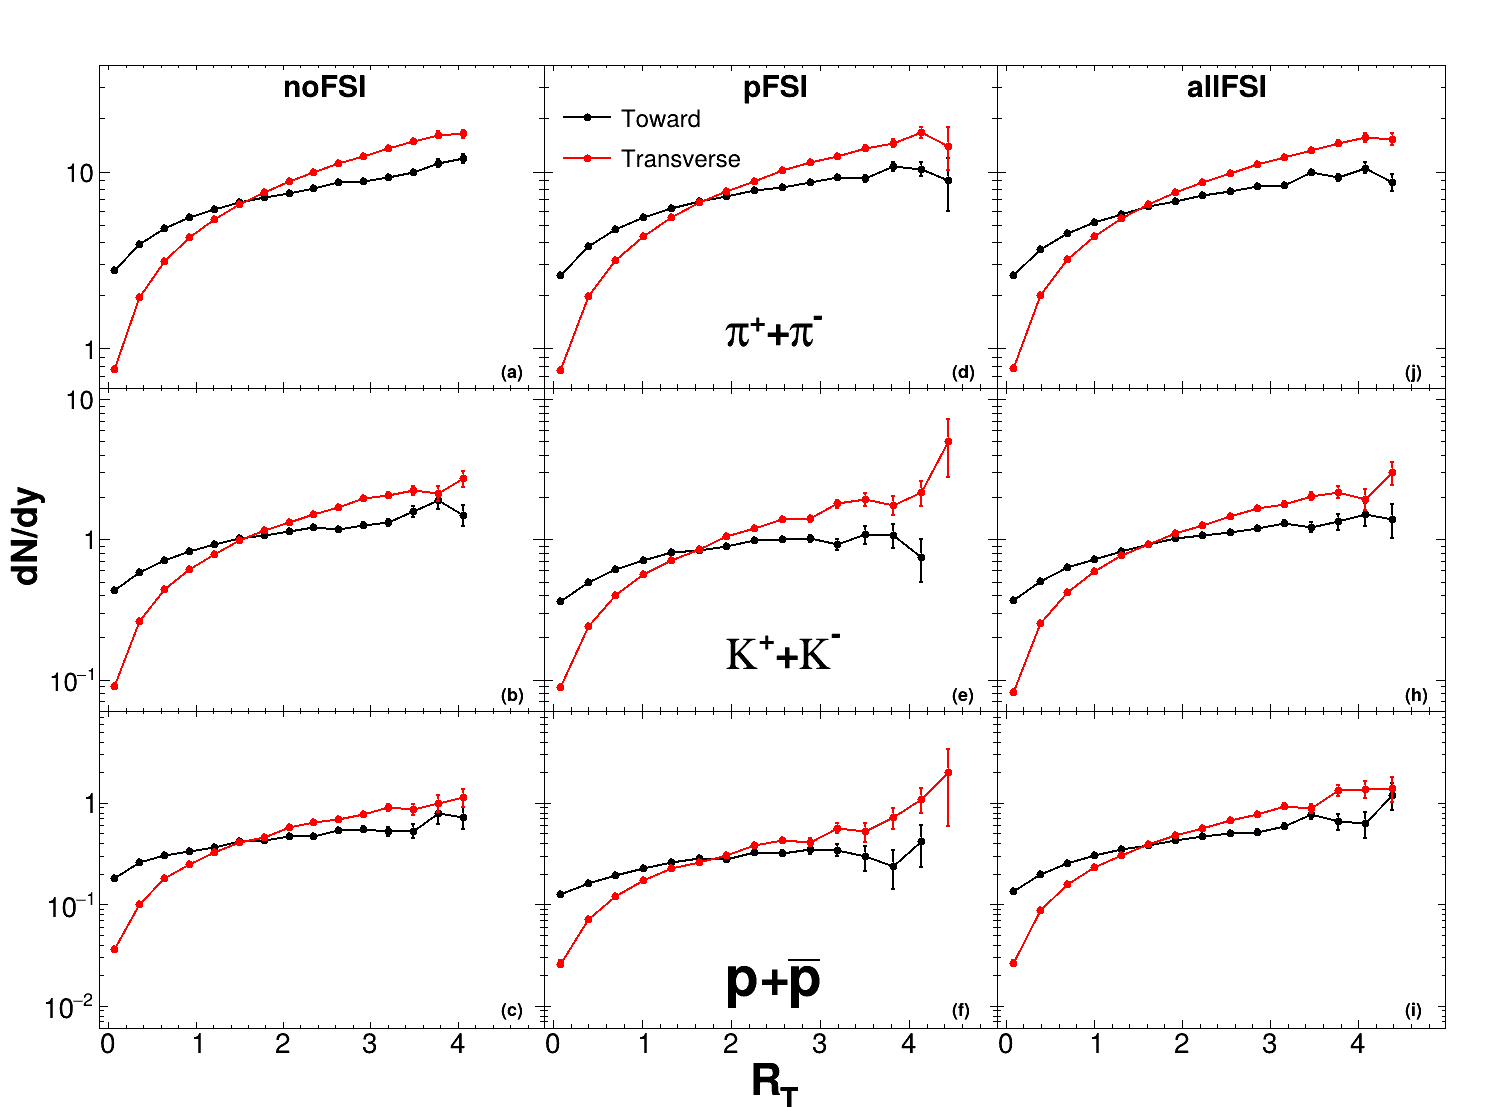 noFSI pFSI allFSI
Toward
Transverse
10
1
π⁺+π⁻
(a) (d) (j)
10
1
10⁻¹
K⁺+K⁻
(b) (e) (h)
dN/dy
1
10⁻¹
10⁻²
p+p̅
(c) (f) (i)
0 1 2 3 4 0 1 2 3 4 0 1 2 3 4
R_T